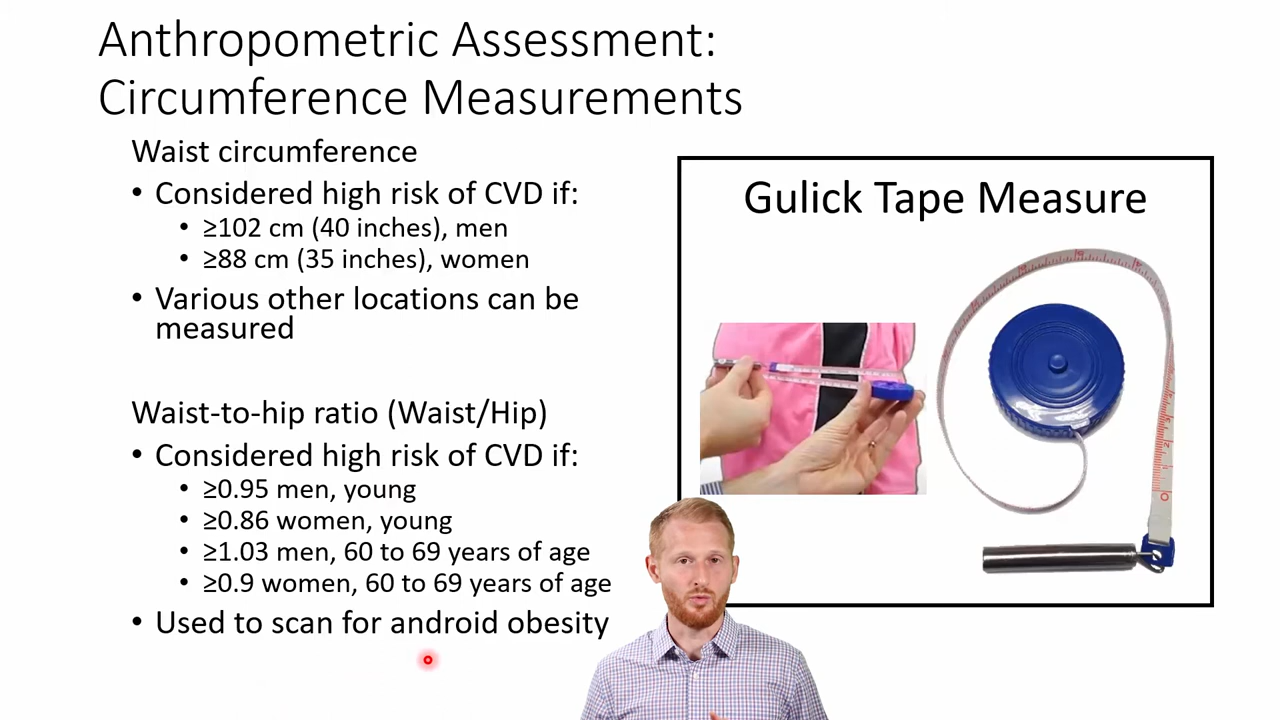 Anthropometric Assessment:
Circumference Measurements
Waist circumference
• Considered high risk of CVD if:
• ≥102 cm (40 inches), men
• ≥88 cm (35 inches), women
• Various other locations can be
measured
Waist-to-hip ratio (Waist/Hip)
• Considered high risk of CVD if:
• ≥0.95 men, young
• ≥0.86 women, young
• ≥1.03 men, 60 to 69 years of age
• ≥0.9 women, 60 to 69 years of age
• Used to scan for android obesity
Gulick Tape Measure